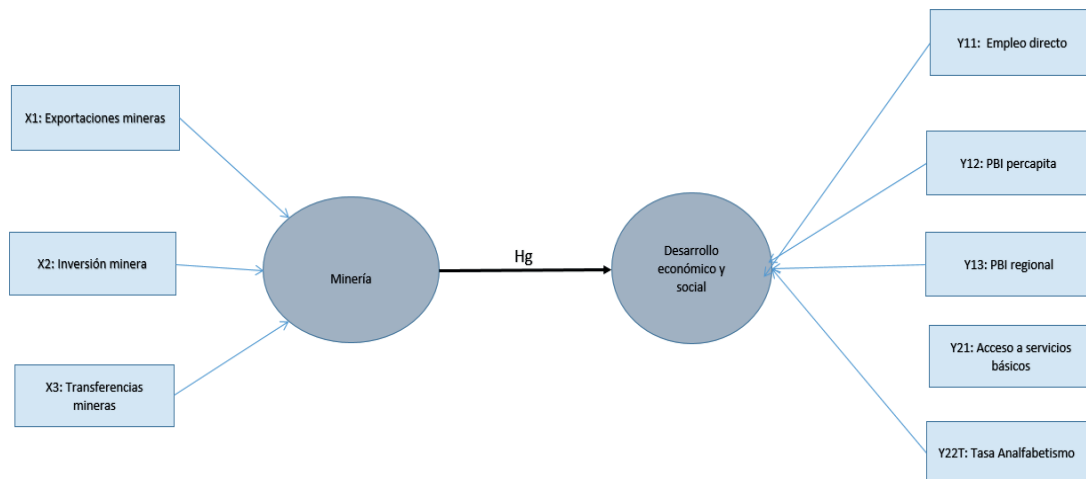 X1: Exportaciones mineras
X2: Inversión minera
X3: Transferencias
mineras
Minería
Hg
Desarrollo
económico y
social
Y11: Empleo directo
Y12: PBI percapita
Y13: PBI regional
Y21: Acceso a servicios
básicos
Y22T: Tasa Analfabetismo